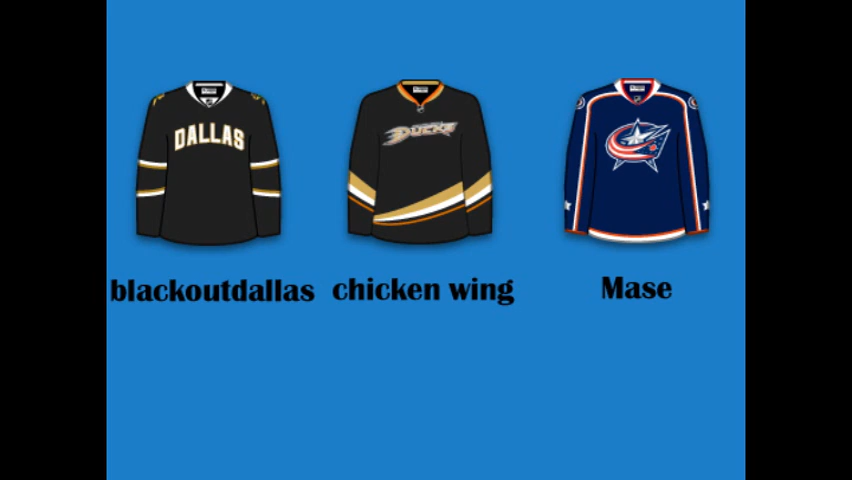 DALLAS
DUCKS
blackoutdallas
chicken wing
Mase